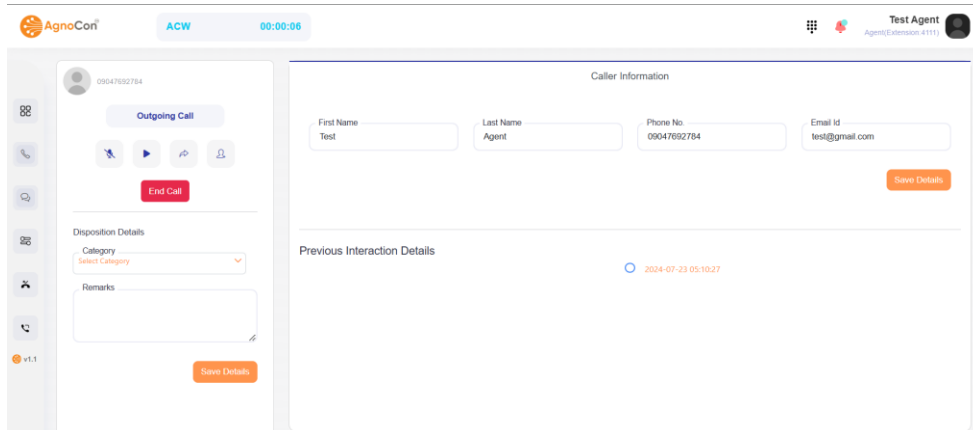 AgnoCon
ACW 00:00:06
Test Agent
Agent(Extension:4111)
09047692784
Outgoing Call
End Call
Disposition Details
Category
Select Category
Remarks
Save Details
v1.1
Caller Information
First Name
Test
Last Name
Agent
Phone No.
09047692784
Email Id
test@gmail.com
Save Details
Previous Interaction Details
2024-07-23 05:10:27